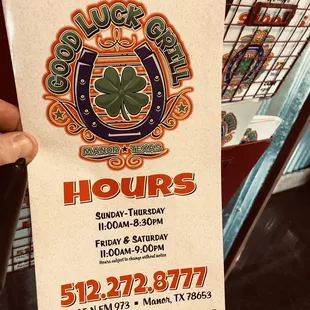 GOOD LUCK GRILL
MANOR ★ TEXAS
HOURS
SUNDAY-THURSDAY
11:00AM-8:30PM
FRIDAY & SATURDAY
11:00AM-9:00PM
Hours subject to change without notice
512.272.8777
N FM 973 ▪ MANOR, TX 78653